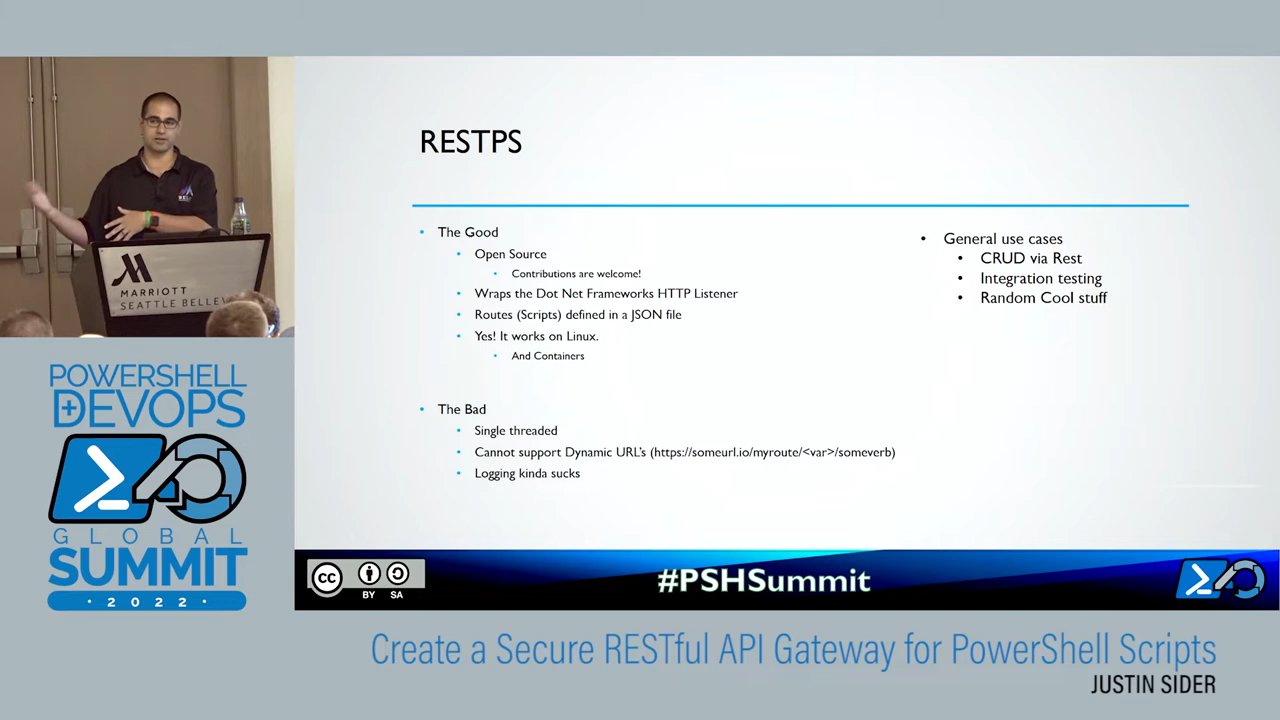 RESTPS
The Good
Open Source
Contributions are welcome!
Wraps the Dot Net Frameworks HTTP Listener
Routes (Scripts) defined in a JSON file
Yes! It works on Linux.
And Containers
The Bad
Single threaded
Cannot support Dynamic URL's (https://someurl.io/myroute/<var>/someverb)
Logging kinda sucks
General use cases
CRUD via Rest
Integration testing
Random Cool stuff
MARRIOTT
SEATTLE BELLEV
POWERSHELL
DEVOPS
GLOBAL
SUMMIT
· 2022 ·
CC
BY SA
#PSHSummit
Create a Secure RESTful API Gateway for PowerShell Scripts
JUSTIN SIDER